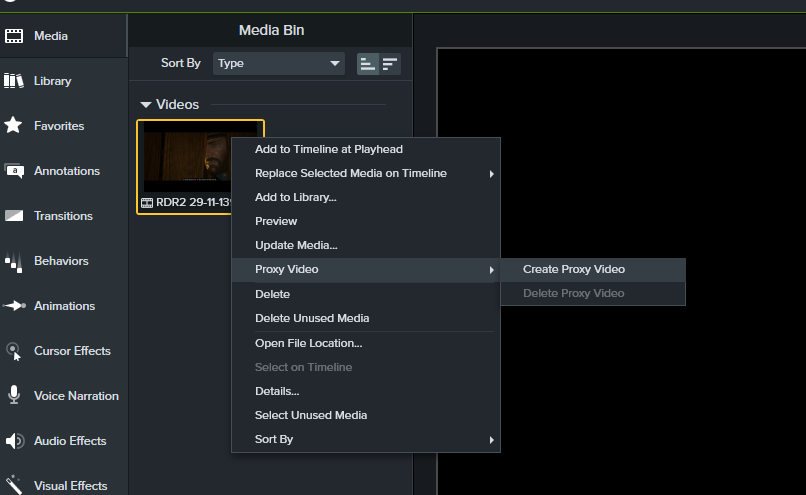 Media
Library
Favorites
Annotations
Transitions
Behaviors
Animations
Cursor Effects
Voice Narration
Audio Effects
Visual Effects
Media Bin
Sort By Type
Videos
RDR2 29-11-13
Add to Timeline at Playhead
Replace Selected Media on Timeline
Add to Library...
Preview
Update Media...
Proxy Video
Delete
Delete Unused Media
Open File Location...
Select on Timeline
Details...
Select Unused Media
Sort By
Create Proxy Video
Delete Proxy Video